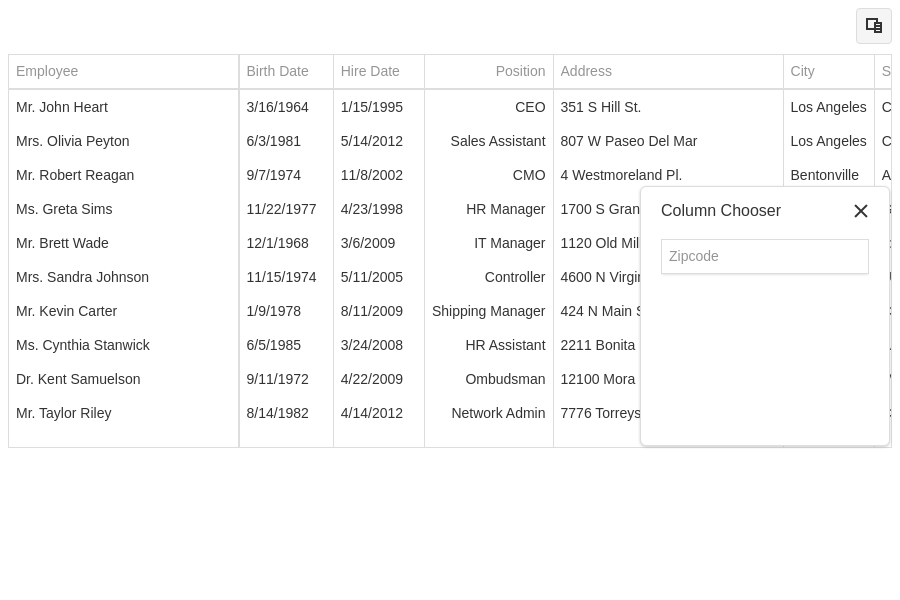 Employee Birth Date Hire Date Position Address City S
Mr. John Heart 3/16/1964 1/15/1995 CEO 351 S Hill St. Los Angeles C
Mrs. Olivia Peyton 6/3/1981 5/14/2012 Sales Assistant 807 W Paseo Del Mar Los Angeles C
Mr. Robert Reagan 9/7/1974 11/8/2002 CMO 4 Westmoreland Pl. Bentonville A
Column Chooser
Zipcode
Ms. Greta Sims 11/22/1977 4/23/1998 HR Manager 1700 S Gran
Mr. Brett Wade 12/1/1968 3/6/2009 IT Manager 1120 Old Mil
Mrs. Sandra Johnson 11/15/1974 5/11/2005 Controller 4600 N Virgin
Mr. Kevin Carter 1/9/1978 8/11/2009 Shipping Manager 424 N Main
Ms. Cynthia Stanwick 6/5/1985 3/24/2008 HR Assistant 2211 Bonita
Dr. Kent Samuelson 9/11/1972 4/22/2009 Ombudsman 12100 Mora
Mr. Taylor Riley 8/14/1982 4/14/2012 Network Admin 7776 Torreys